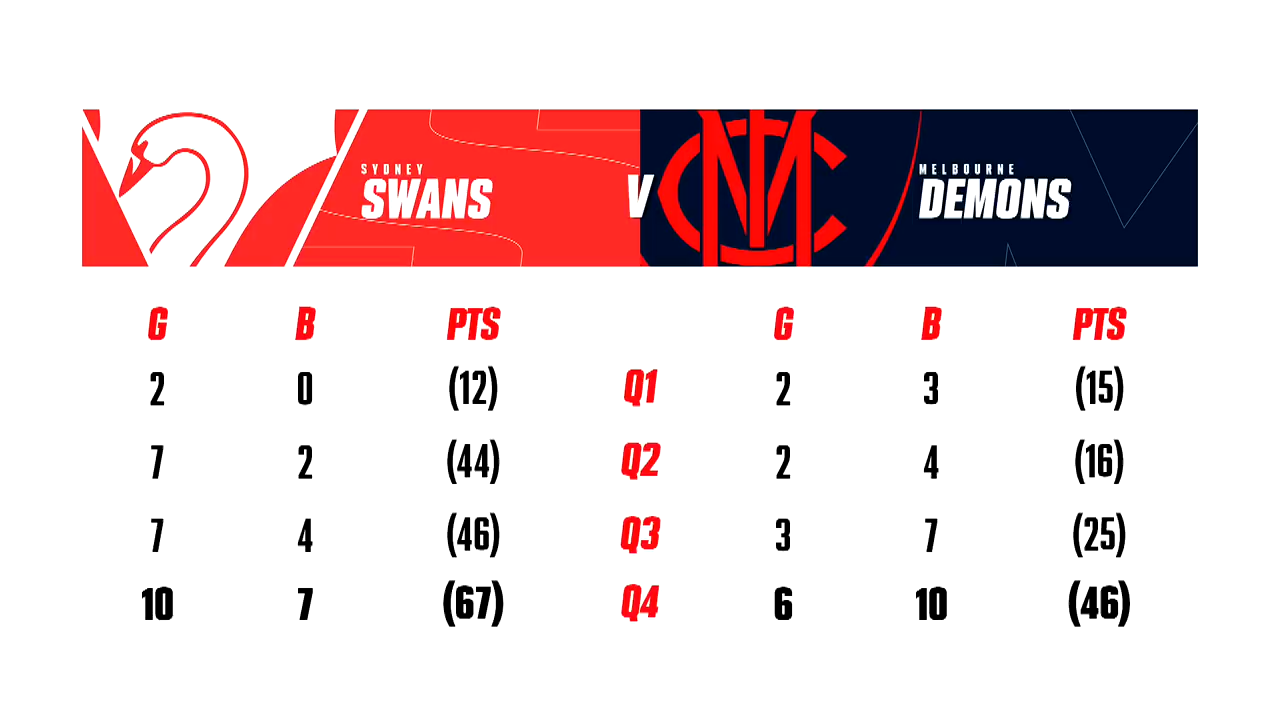 SYDNEY
SWANS
V
MC
MELBOURNE
DEMONS
G B PTS G B PTS
2 0 (12) Q1 2 3 (15)
7 2 (44) Q2 2 4 (16)
7 4 (46) Q3 3 7 (25)
10 7 (67) Q4 6 10 (46)